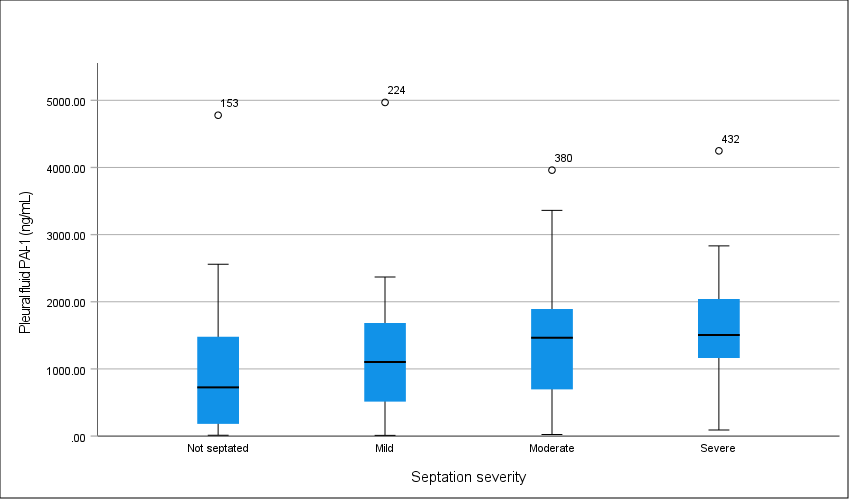 153
224
380
432
5000.00
4000.00
3000.00
2000.00
1000.00
.00
Pleural fluid PAI-1 (ng/mL)
Not septated
Mild
Moderate
Severe
Septation severity